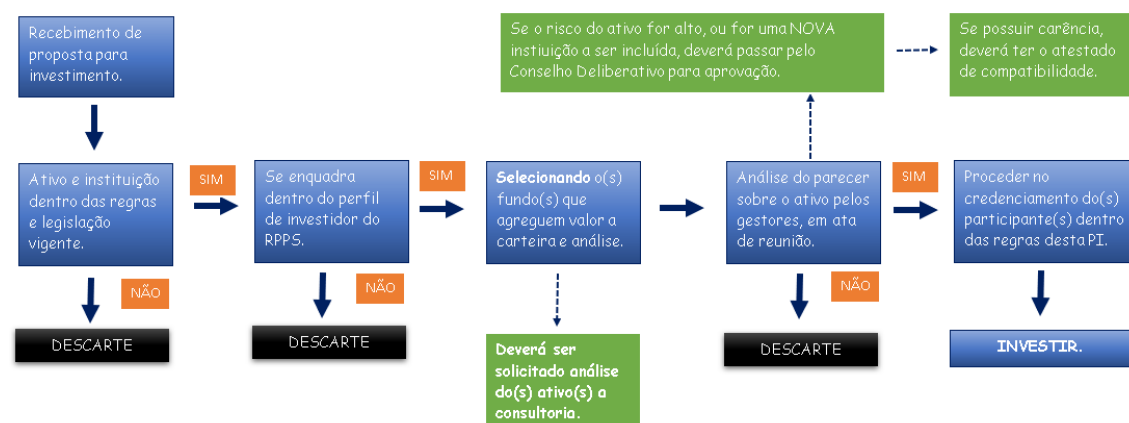 Recebimento de
proposta para
investimento.
Se o risco do ativo for alto, ou for uma NOVA
instiuição a ser incluída, deverá passar pelo
Conselho Deliberativo para aprovação.
Se possuir carência,
deverá ter o atestado
de compatibilidade.
Ativo e instituição
dentro das regras
e legislação
vigente.
SIM
Se enquadra
dentro do perfil
de investidor do
RPPS.
SIM
Selecionando o(s)
fundo(s) que
agreguem valor a
carteira e análise.
Análise do parecer
sobre o ativo pelos
gestores, em ata
de reunião.
SIM
Proceder no
credenciamento do(s)
participante(s) dentro
das regras desta PI.
NÃO
NÃO
NÃO
DESCARTE
DESCARTE
Deverá ser
solicitado análise
do(s) ativo(s) a
consultoria.
DESCARTE
INVESTIR.